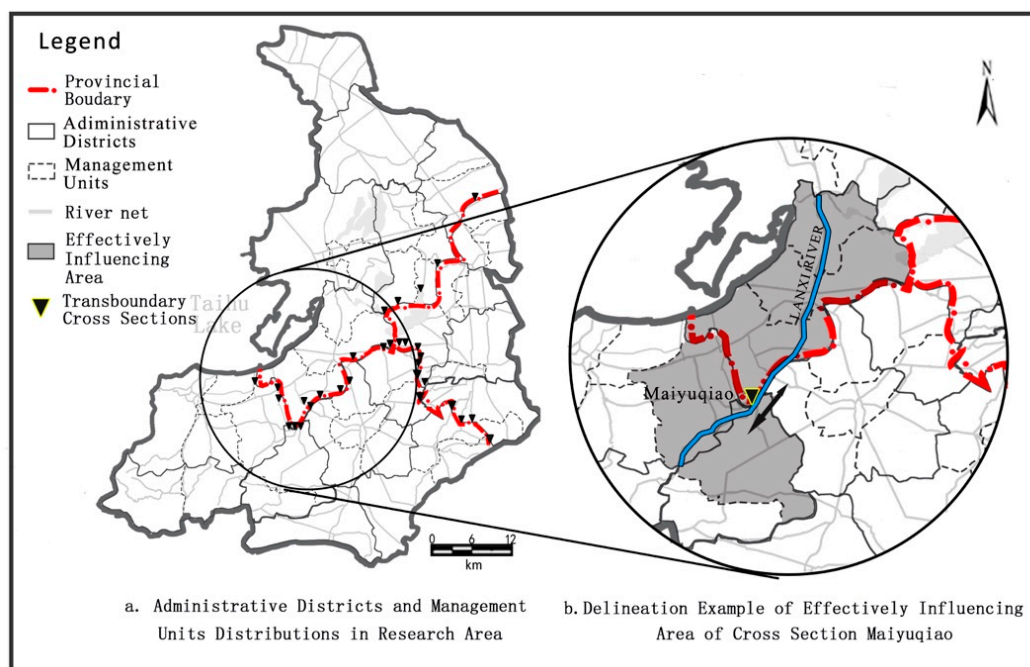 Legend
Provincial
Boudary
Adiministrative
Districts
Management
Units
River net
Effectively
Influencing
Area
Transboundary
Cross Sections
Taihu
Lake
N
LANXI RIVER
Maiyuqiao
0 6 12
km
a. Administrative Districts and Management
Units Distributions in Research Area
b. Delineation Example of Effectively Influencing
Area of Cross Section Maiyuqiao